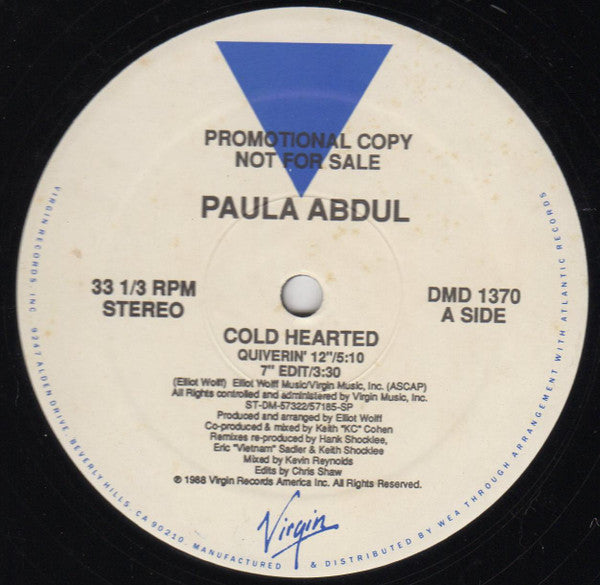 PROMOTIONAL COPY
NOT FOR SALE
PAULA ABDUL
33 1/3 RPM
STEREO
DMD 1370
A SIDE
COLD HEARTED
QUIVERIN' 12"/5:10
7" EDIT/3:30
(Elliot Wolff) Elliot Wolff Music/Virgin Music, Inc. (ASCAP)
All Rights controlled and administered by Virgin Music, Inc.
ST-DM-57322/57185-SP
Produced and arranged by Elliot Wolff
Co-produced & mixed by Keith "KC" Cohen
Remixes re-produced by Hank Shocklee,
Eric "Vietnam" Sadler & Keith Shocklee
Mixed by Kevin Reynolds
Edits by Chris Shaw
℗ 1988 Virgin Records America Inc. All Rights Reserved.
Virgin
VIRGIN RECORDS, INC. 9247 ALDEN DRIVE, BEVERLY HILLS, CA 90210. MANUFACTURED & DISTRIBUTED BY WEA THROUGH ARRANGEMENT WITH ATLANTIC RECORDS